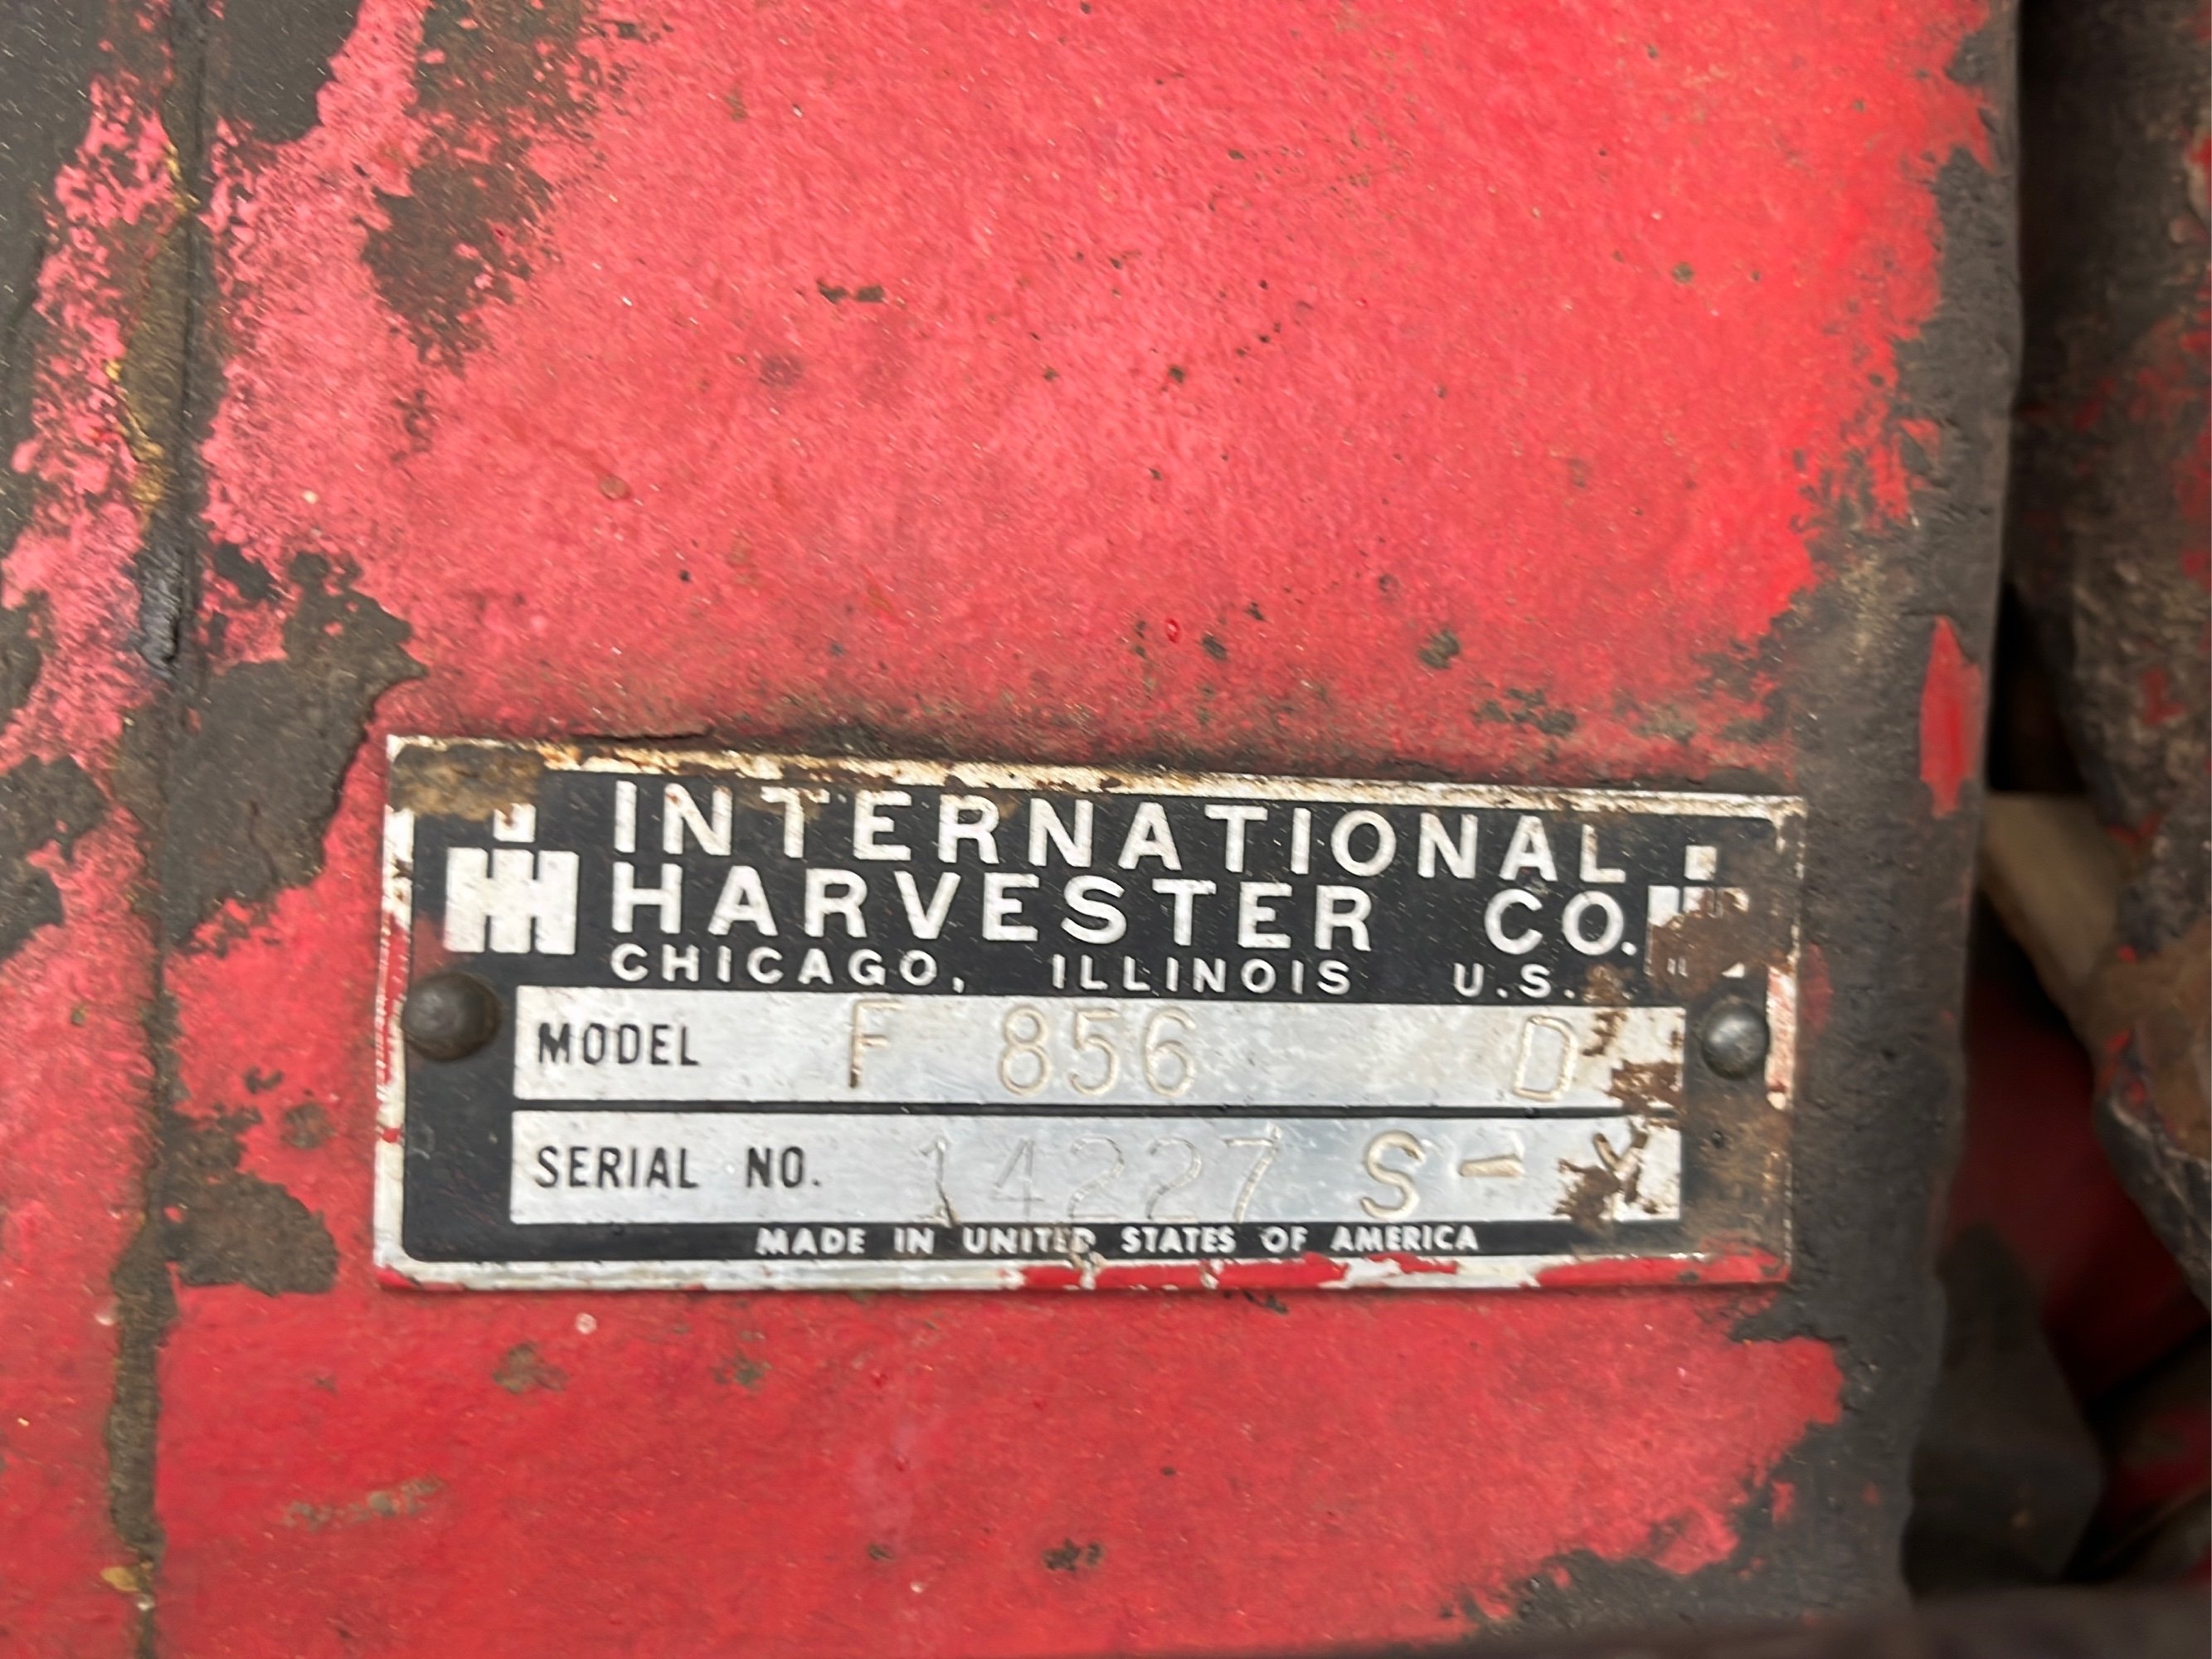 INTERNATIONAL
HARVESTER CO.
CHICAGO, ILLINOIS U.S.
MODEL F 856 D
SERIAL NO. 14227 S-Y
MADE IN UNITED STATES OF AMERICA